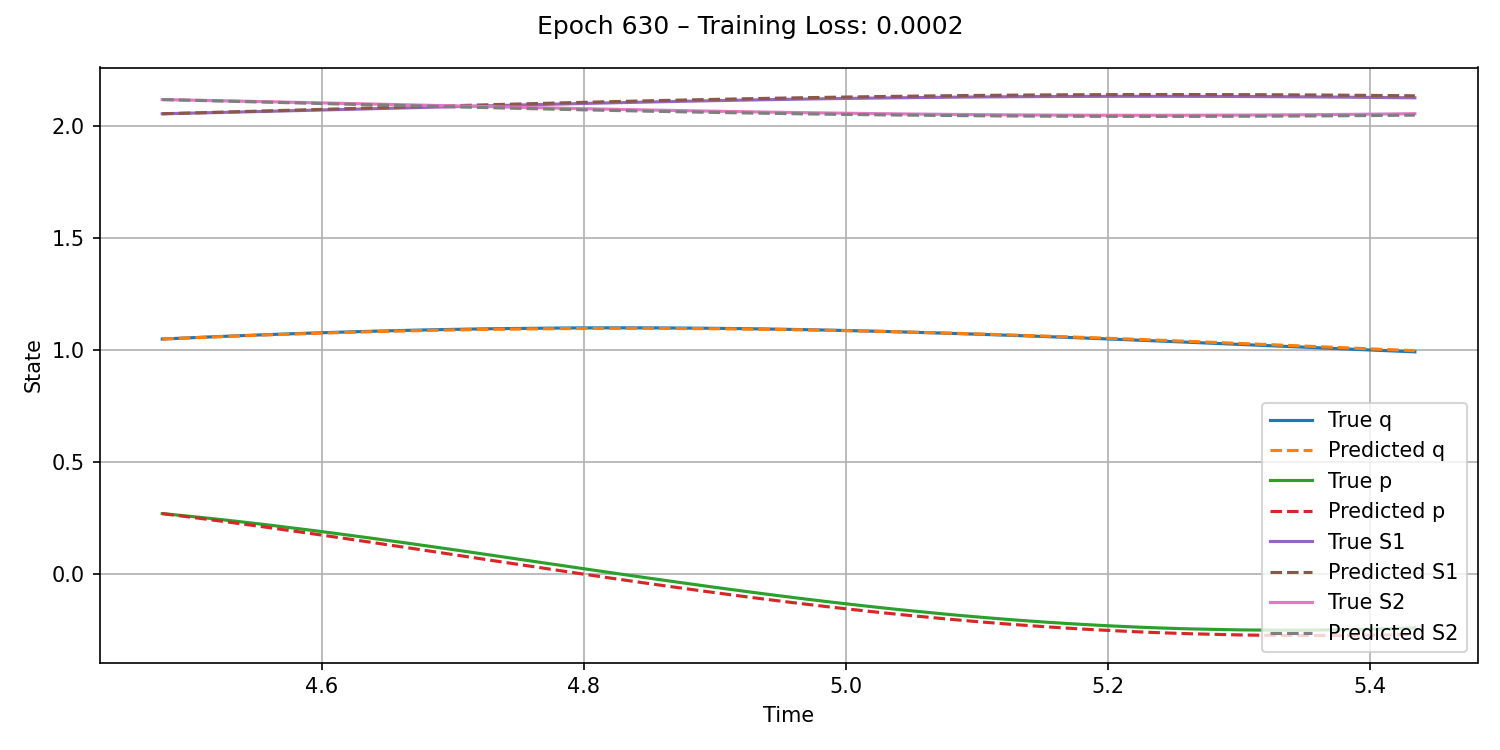 Epoch 630 – Training Loss: 0.0002
State
2.0
1.5
1.0
0.5
0.0
True q
Predicted q
True p
Predicted p
True S1
Predicted S1
True S2
Predicted S2
4.6 4.8 5.0 5.2 5.4
Time